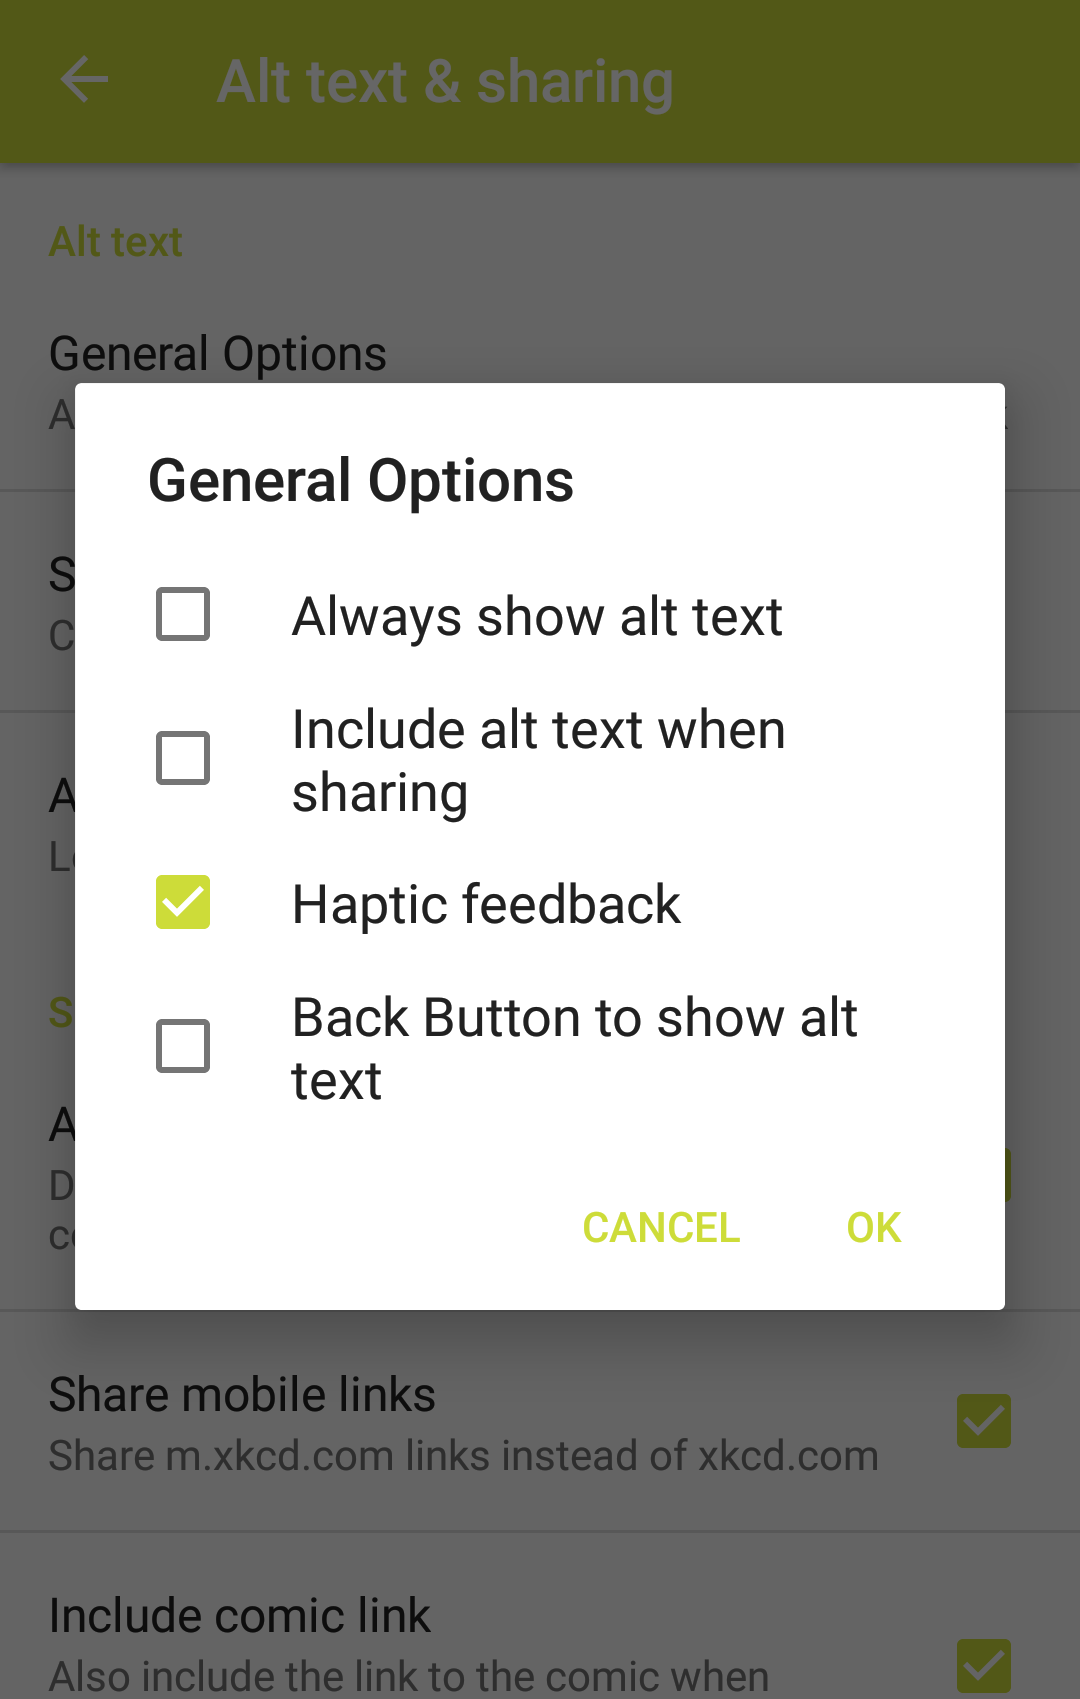 Alt text & sharing
Alt text
General Options
General Options
Always show alt text
Include alt text when
sharing
Haptic feedback
Back Button to show alt
text
CANCEL
OK
Share mobile links
Share m.xkcd.com links instead of xkcd.com
Include comic link
Also include the link to the comic when